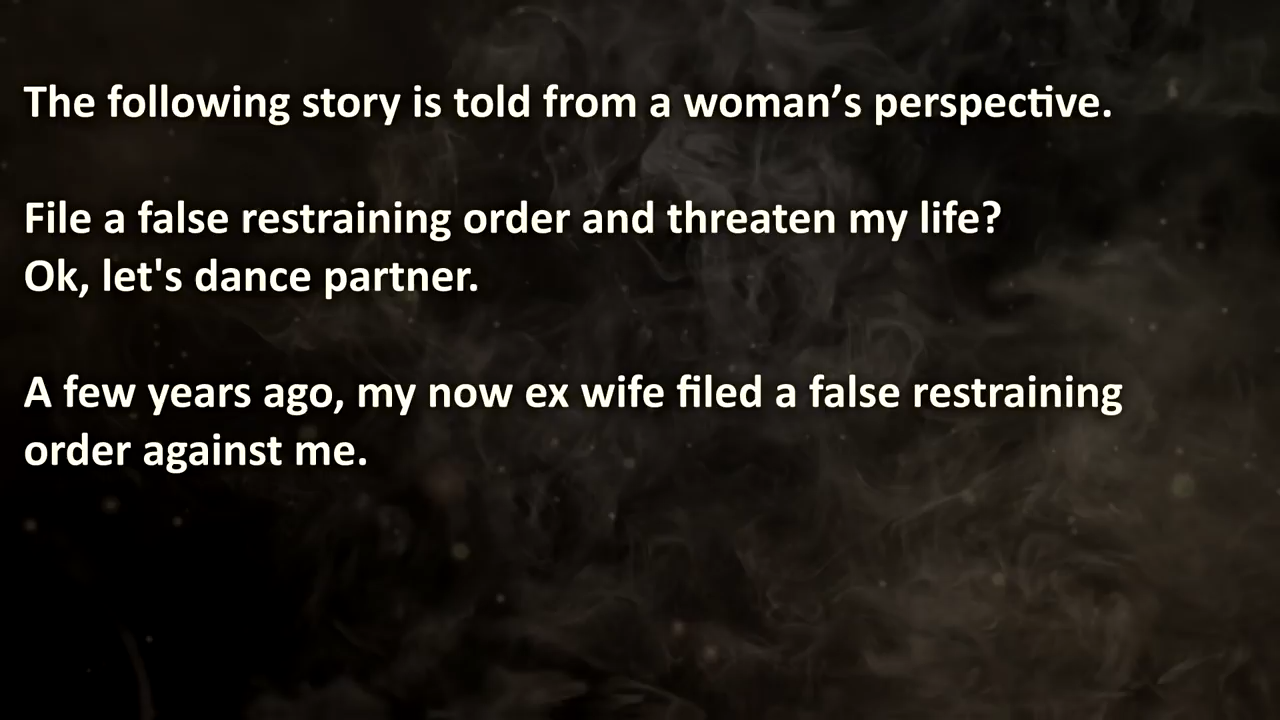 The following story is told from a woman’s perspective.
File a false restraining order and threaten my life?
Ok, let's dance partner.
A few years ago, my now ex wife filed a false restraining
order against me.